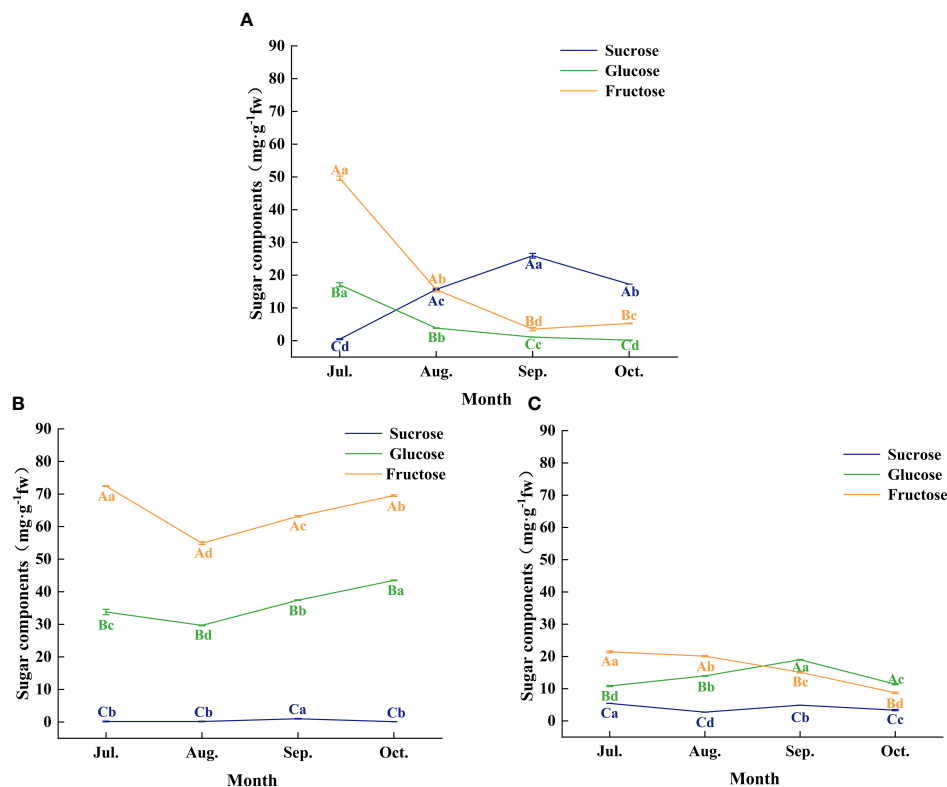 A
Sucrose
Glucose
Fructose
Sugar components（mg·g⁻¹fw）
90
80
70
60
50
40
30
20
10
0
Aa
Ba
Cd
Ab
Ac
Bb
Aa
Bd
Cc
Ab
Bc
Cd
Jul. Aug. Sep. Oct.
Month
B
Sucrose
Glucose
Fructose
Sugar components（mg·g⁻¹fw）
90
80
70
60
50
40
30
20
10
0
Aa
Bc
Cb
Ad
Bd
Cb
Ac
Bb
Ca
Ab
Ba
Cb
Jul. Aug. Sep. Oct.
Month
C
Sucrose
Glucose
Fructose
Sugar components（mg·g⁻¹fw）
90
80
70
60
50
40
30
20
10
0
Aa
Bd
Ca
Ab
Bb
Cd
Aa
Bc
Cb
Ac
Bd
Cc
Jul. Aug. Sep. Oct.
Month